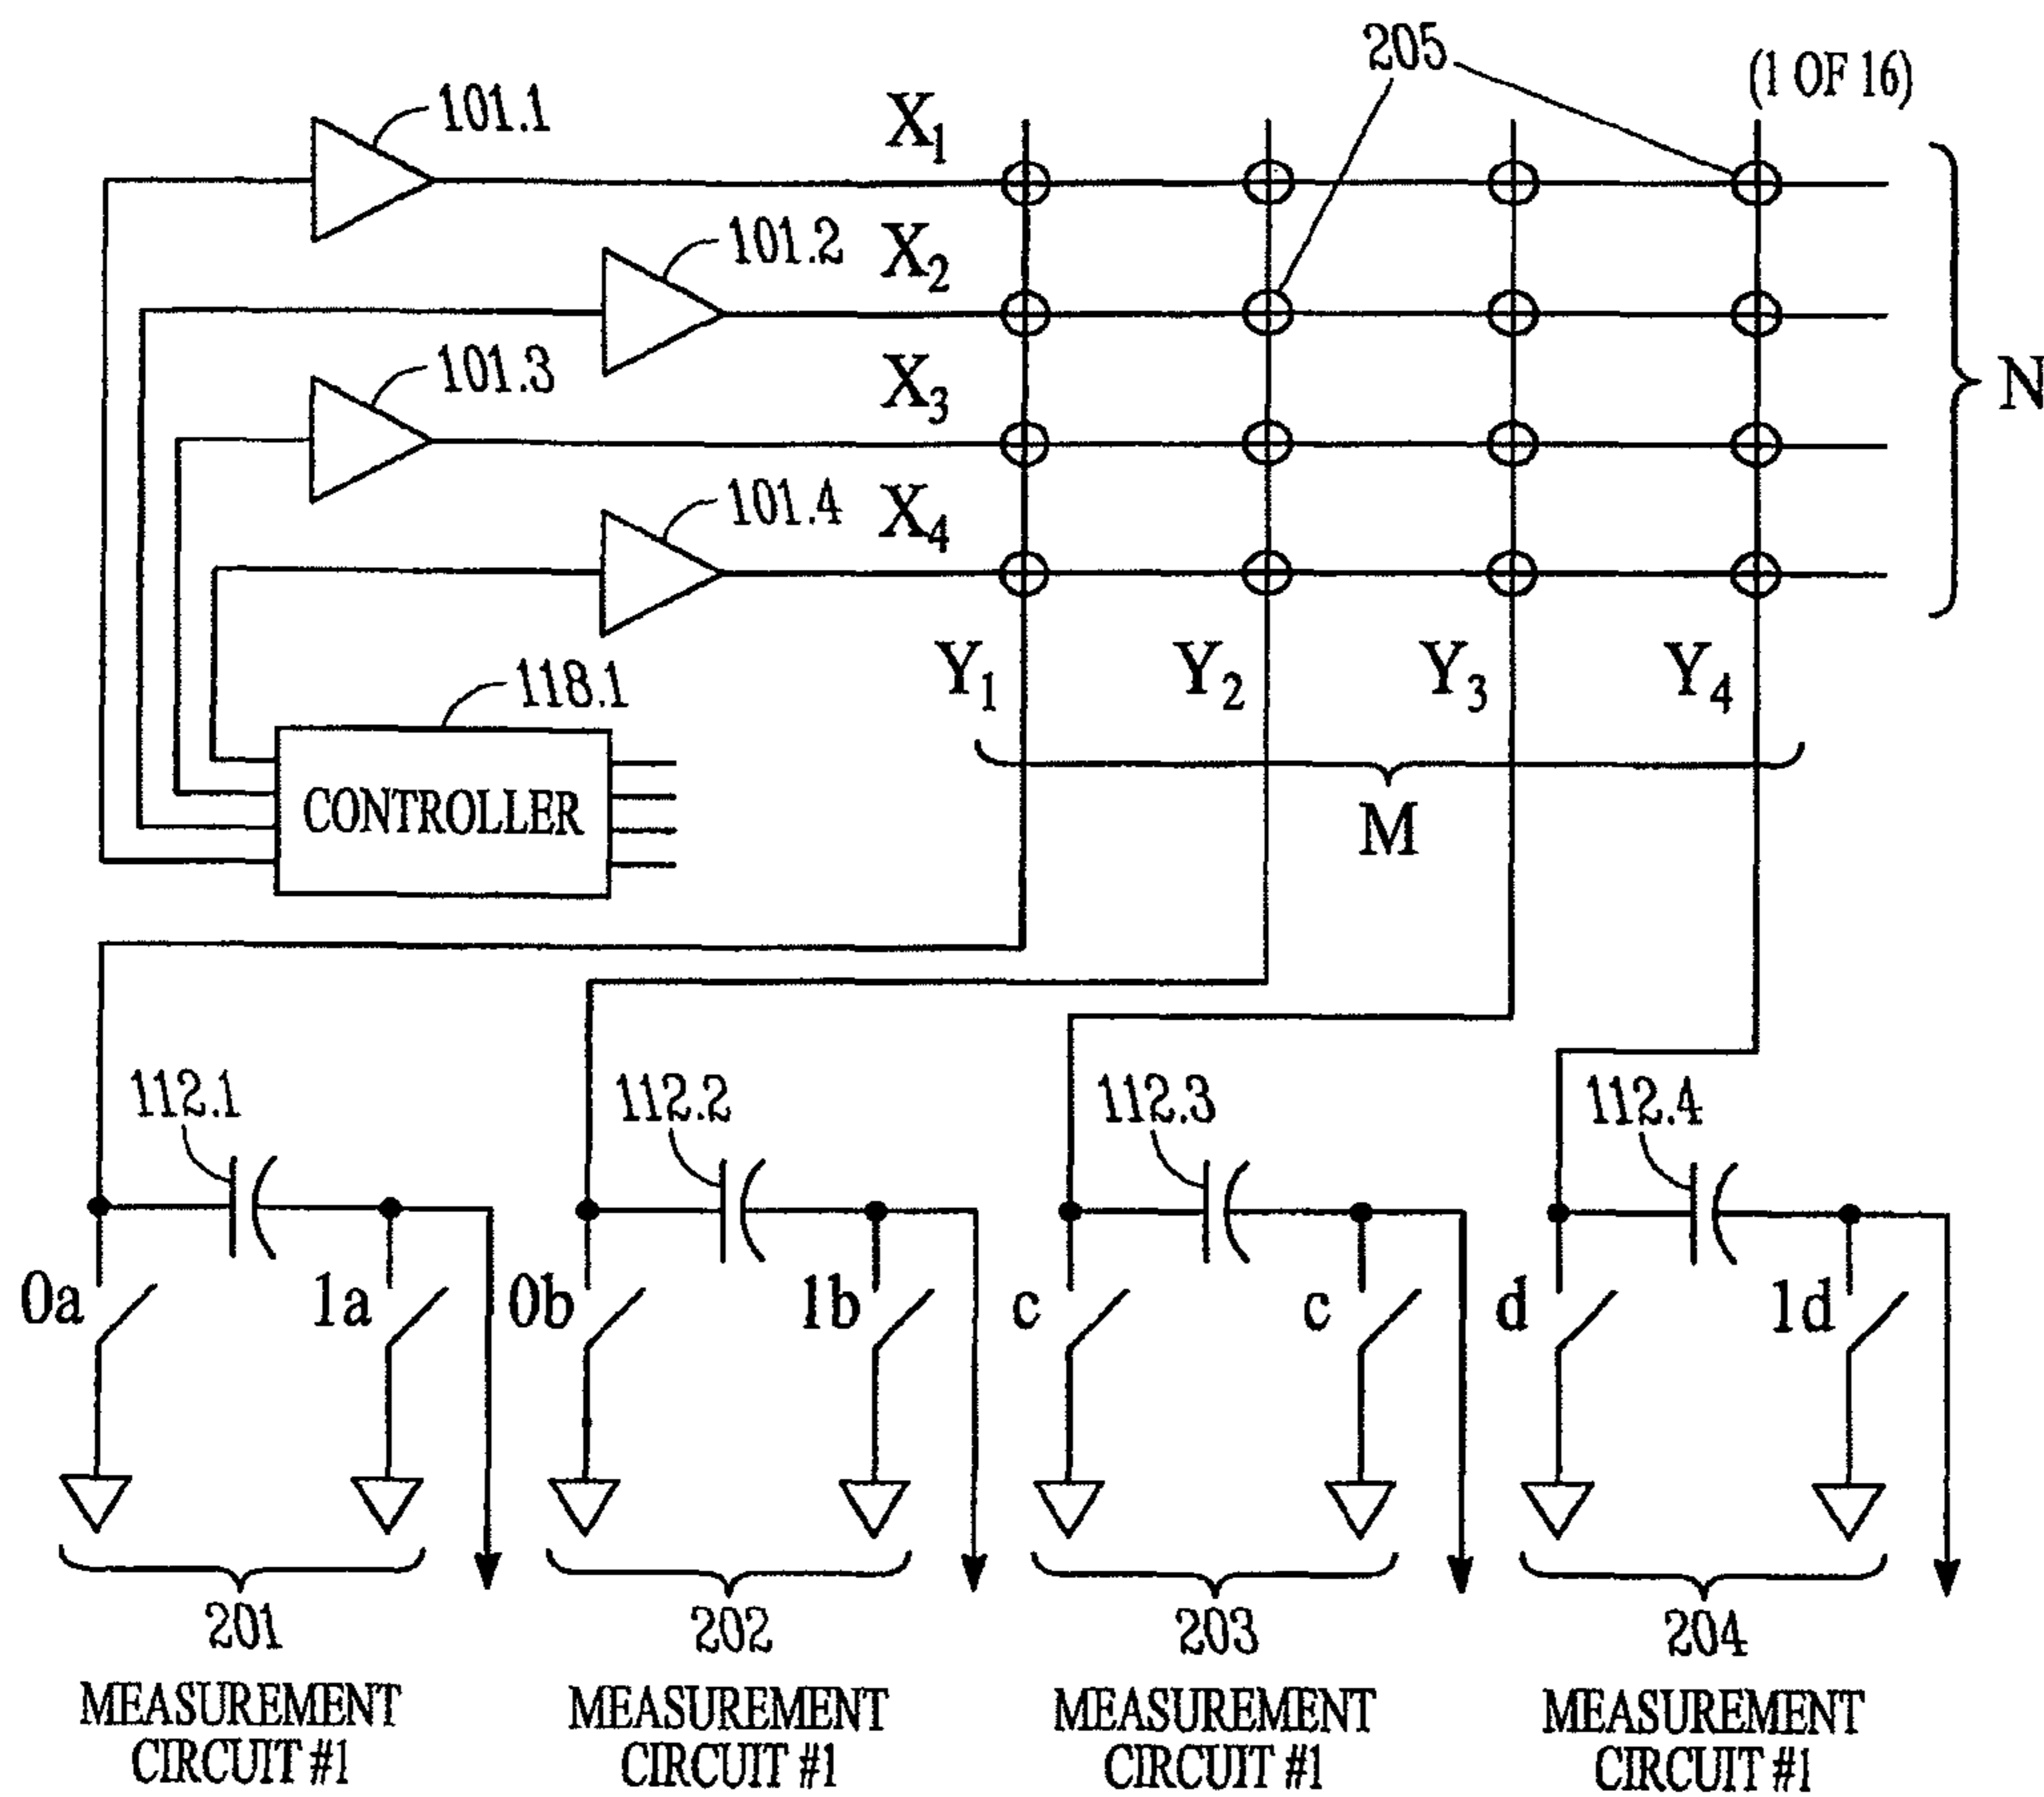 205
(1 OF 16)
101.1
X1
101.2
X2
N
101.3
X3
101.4
X4
118.1
Y1
Y2
Y3
Y4
CONTROLLER
M
112.1
112.2
112.3
112.4
0a
1a
0b
1b
c
c
d
1d
201
202
203
204
MEASUREMENT
CIRCUIT #1
MEASUREMENT
CIRCUIT #1
MEASUREMENT
CIRCUIT #1
MEASUREMENT
CIRCUIT #1